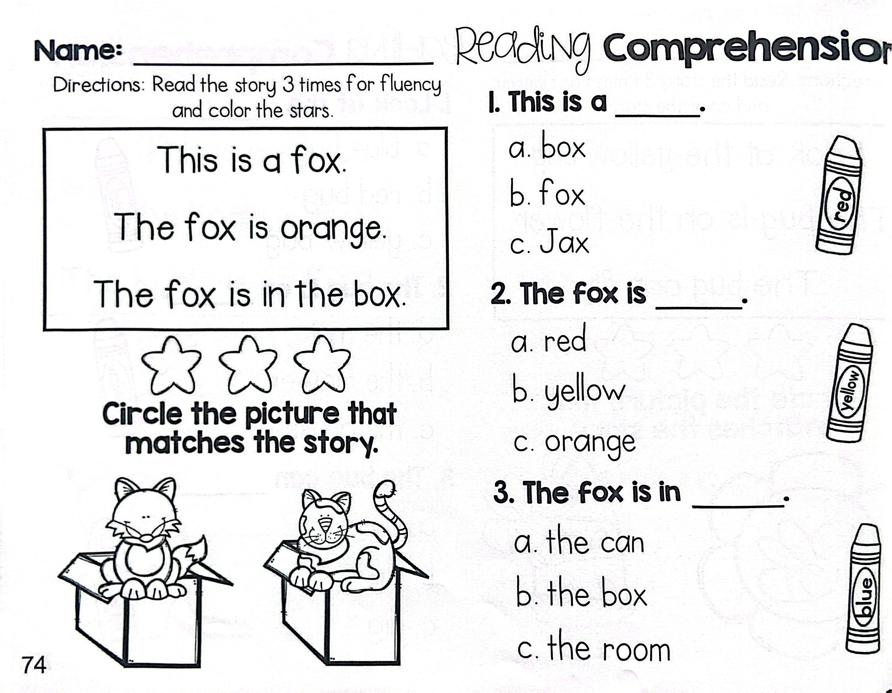 Name:
Reading Comprehension
Directions: Read the story 3 times for fluency
and color the stars.
This is a fox.
The fox is orange.
The fox is in the box.
Circle the picture that
matches the story.
74
1. This is a ______.
a. box
b. fox
c. Jax
red
2. The fox is ______.
a. red
b. yellow
c. orange
yellow
3. The fox is in ______.
a. the can
b. the box
c. the room
blue